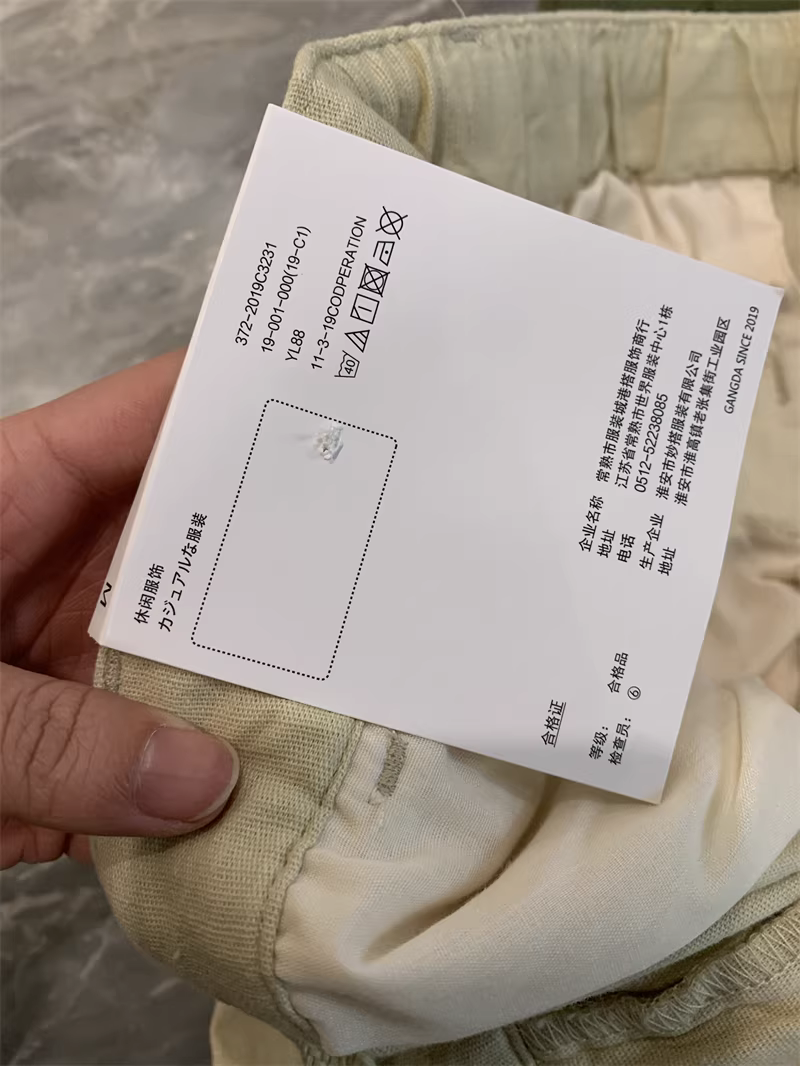 372-2019C3231
19-001-000(19-C1)
YL88
11-3-19CODPERATION
40
休闲服饰
カジュアルな服装
M
企业名称 常熟市服装城港搭服饰商行
地址 江苏省常熟市世界服装中心1栋
电话 0512-52238085
生产企业 淮安市妙搭服装有限公司
地址 淮安市淮高镇老张集街工业园区
GANGDA SINCE 2019
合格证
等级: 合格品
检查员: ⑥